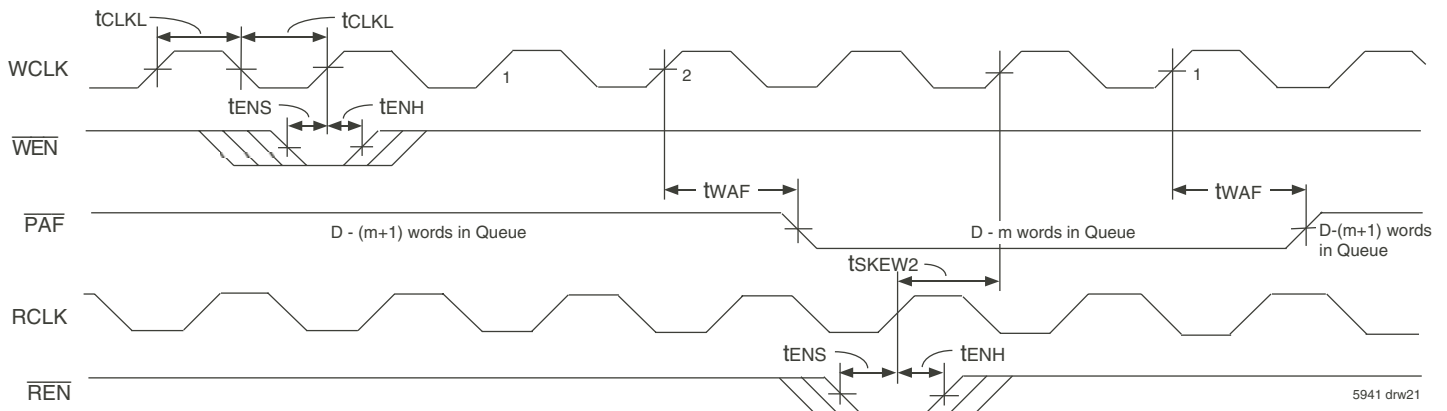 tCLKL tCLKL
WCLK 1 2 1
tENS tENH
WEN
tWAF tWAF
PAF
D - (m+1) words in Queue D - m words in Queue D-(m+1) words
in Queue
tSKEW2
RCLK
tENS tENH
REN
5941 drw21